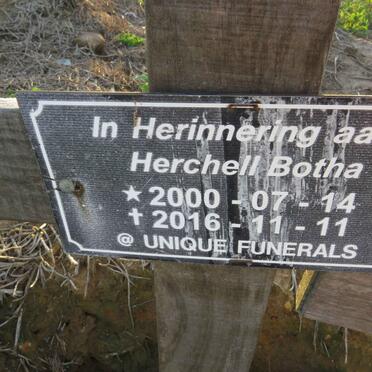 In Herinnering aa
Herchell Botha
★ 2000 - 07 - 14
✝ 2016 - 11 - 11
@ UNIQUE FUNERALS